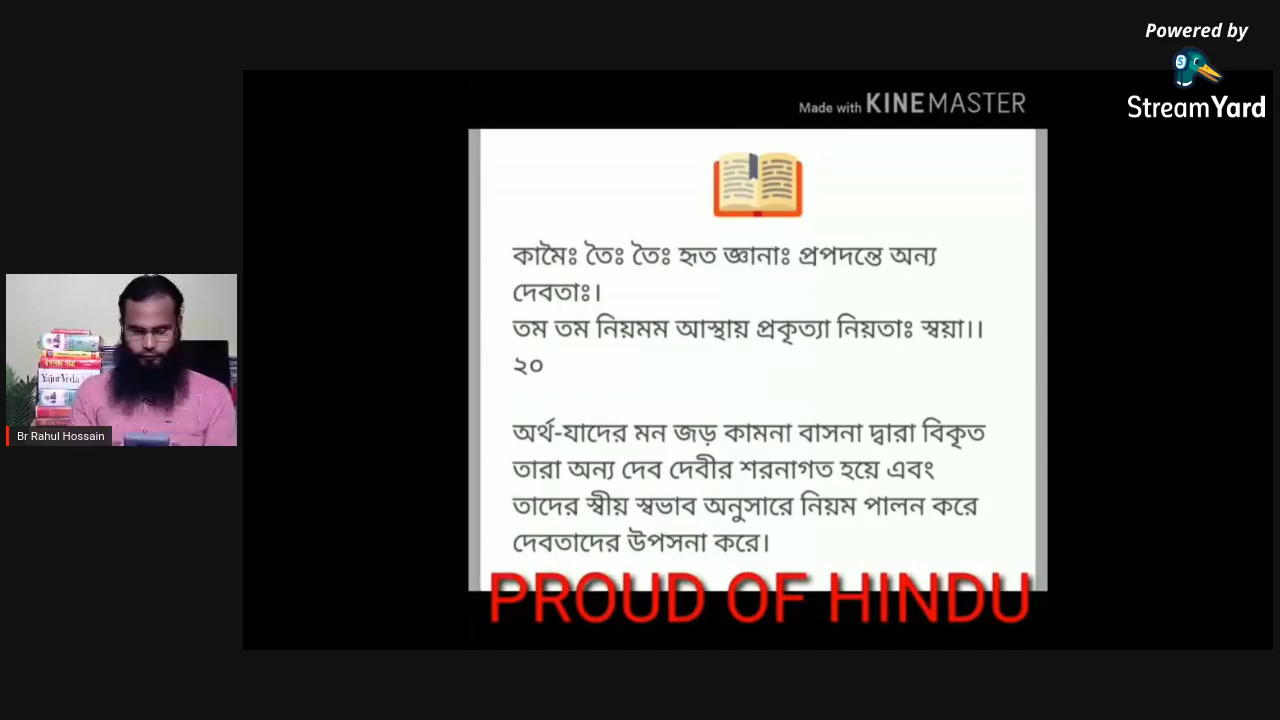 Powered by
StreamYard
Made with KINEMASTER
কামৈঃ তৈঃ তৈঃ হৃত জ্ঞানাঃ প্রপদন্তে অন্য
দেবতাঃ।
তম তম নিয়মম আস্থায় প্রকৃত্যা নিয়তাঃ স্বয়া।।
২০
অর্থ-যাদের মন জড় কামনা বাসনা দ্বারা বিকৃত
তারা অন্য দেব দেবীর শরনাগত হয়ে এবং
তাদের স্বীয় স্বভাব অনুসারে নিয়ম পালন করে
দেবতাদের উপসনা করে।
PROUD OF HINDU
YajurVeda
Br Rahul Hossain